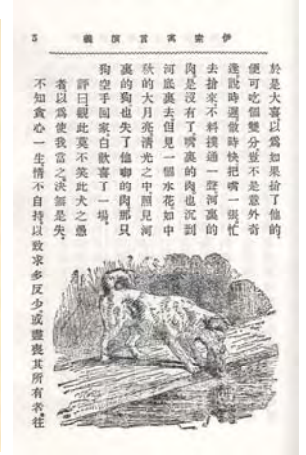 伊索寓言演義
3
於是大喜以爲如果搶了他的,
便可吃個雙分豈不是意外奇
逢說時遲做時快把嘴一張忙
去搶來不料撲通一聲河裏的
肉是沒有了嘴裏的肉也沉到
河底裏去但見一個水花如中
秋的大月亮清光之中照見河
裏的狗也失了他啣的肉那只
狗空手回家白歡喜了一場。
評曰觀此莫不笑此犬之愚
者以爲使我當之決無是失,
不知貪心一生情不自持以致求多反少或盡喪其所有者往